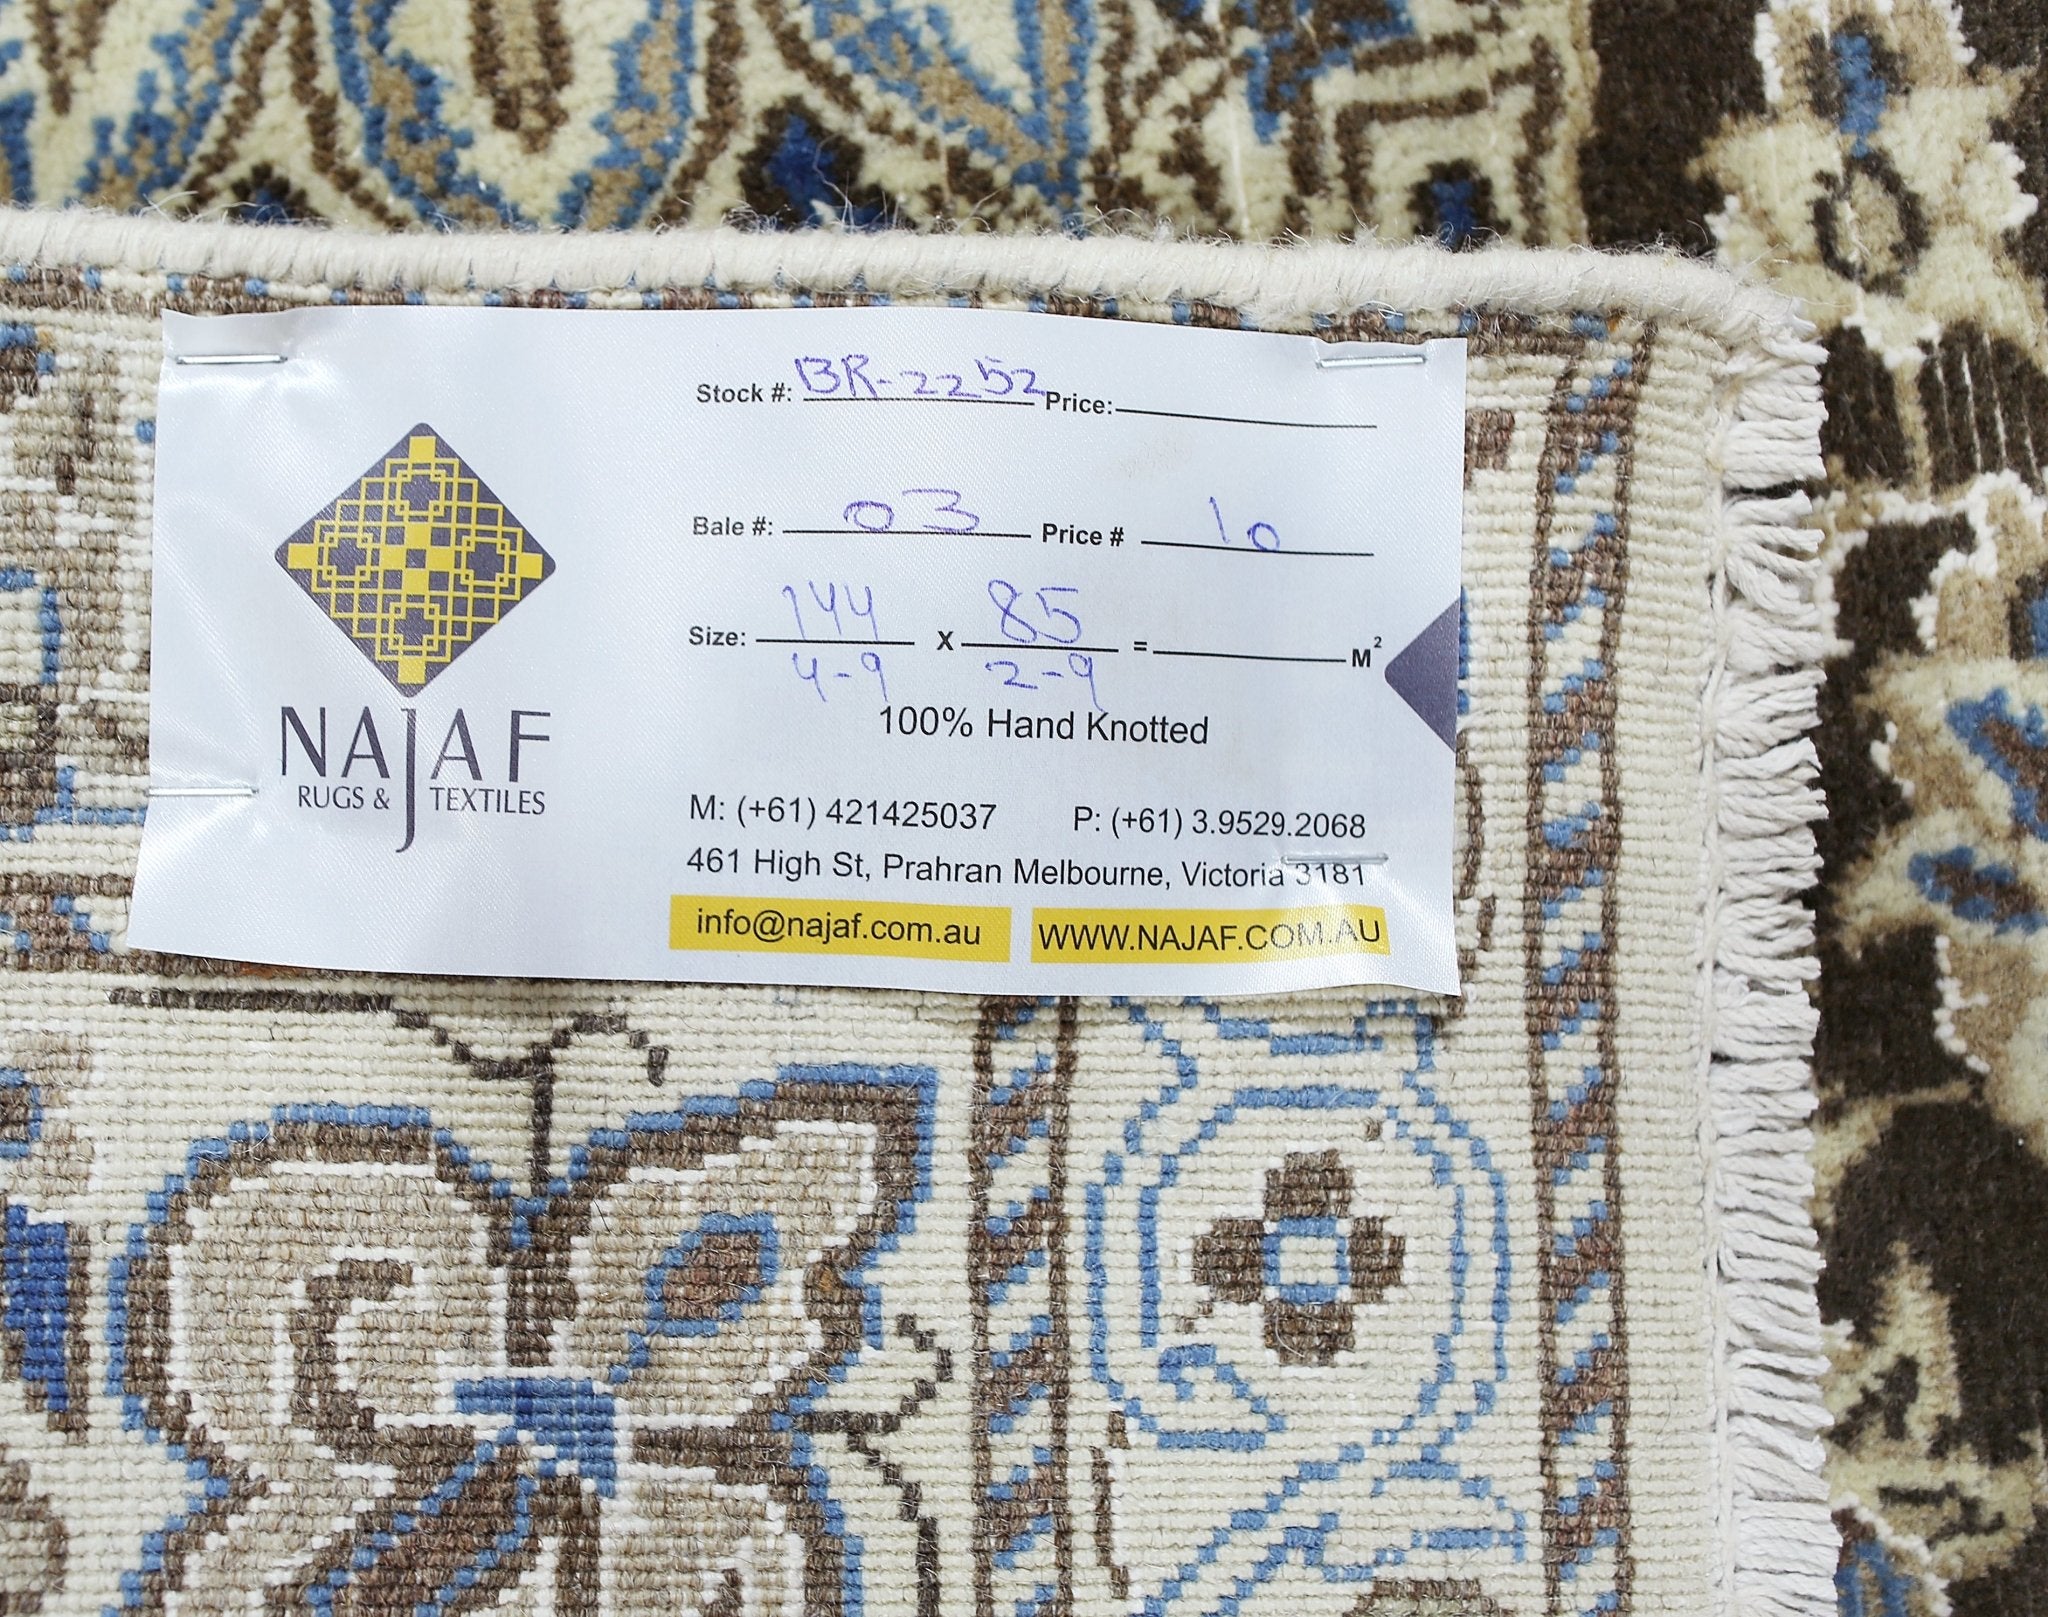 NAJAF
RUGS & TEXTILES
Stock #: BR-2252 Price:
Bale #: 03 Price # 10
Size: 144 X 85 = M²
4-9 2-9
100% Hand Knotted
M: (+61) 421425037 P: (+61) 3.9529.2068
461 High St, Prahran Melbourne, Victoria 3181
info@najaf.com.au WWW.NAJAF.COM.AU